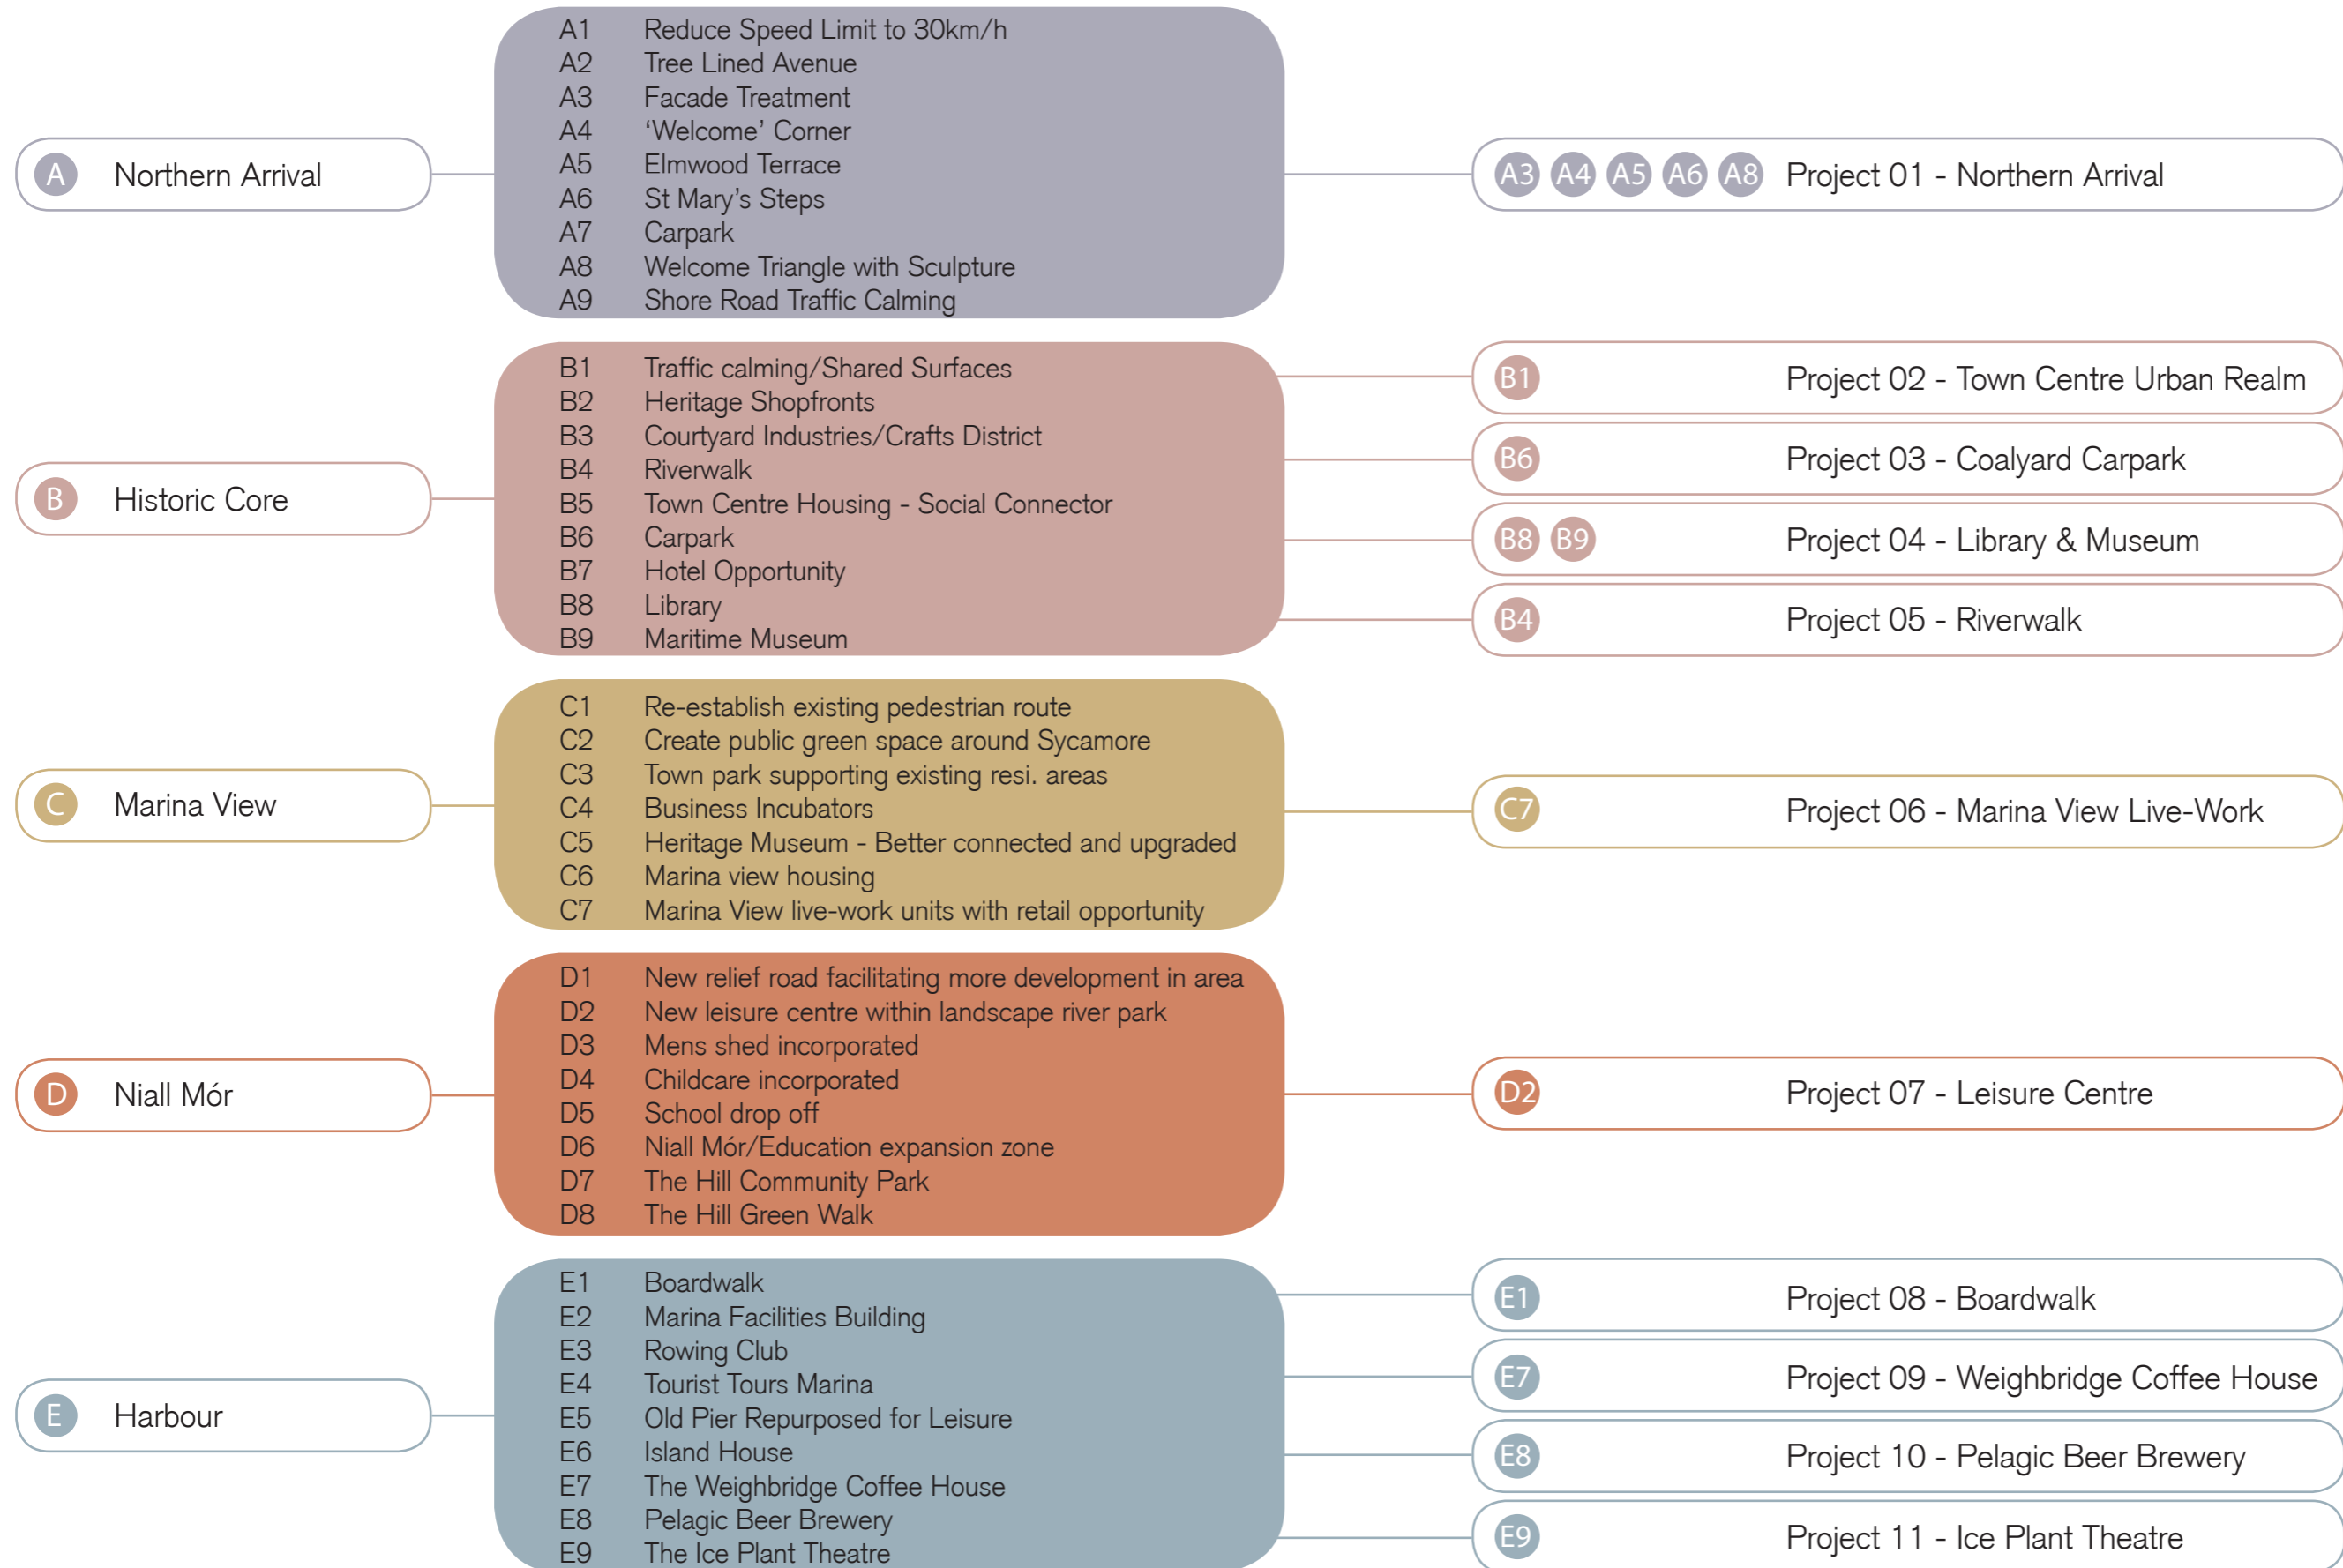 A Northern Arrival
A1 Reduce Speed Limit to 30km/h
A2 Tree Lined Avenue
A3 Facade Treatment
A4 ‘Welcome’ Corner
A5 Elmwood Terrace
A6 St Mary’s Steps
A7 Carpark
A8 Welcome Triangle with Sculpture
A9 Shore Road Traffic Calming
A3 A4 A5 A6 A8 Project 01 - Northern Arrival
B Historic Core
B1 Traffic calming/Shared Surfaces
B2 Heritage Shopfronts
B3 Courtyard Industries/Crafts District
B4 Riverwalk
B5 Town Centre Housing - Social Connector
B6 Carpark
B7 Hotel Opportunity
B8 Library
B9 Maritime Museum
B1 Project 02 - Town Centre Urban Realm
B6 Project 03 - Coalyard Carpark
B8 B9 Project 04 - Library & Museum
B4 Project 05 - Riverwalk
C Marina View
C1 Re-establish existing pedestrian route
C2 Create public green space around Sycamore
C3 Town park supporting existing resi. areas
C4 Business Incubators
C5 Heritage Museum - Better connected and upgraded
C6 Marina view housing
C7 Marina View live-work units with retail opportunity
C7 Project 06 - Marina View Live-Work
D Niall Mór
D1 New relief road facilitating more development in area
D2 New leisure centre within landscape river park
D3 Mens shed incorporated
D4 Childcare incorporated
D5 School drop off
D6 Niall Mór/Education expansion zone
D7 The Hill Community Park
D8 The Hill Green Walk
D2 Project 07 - Leisure Centre
E Harbour
E1 Boardwalk
E2 Marina Facilities Building
E3 Rowing Club
E4 Tourist Tours Marina
E5 Old Pier Repurposed for Leisure
E6 Island House
E7 The Weighbridge Coffee House
E8 Pelagic Beer Brewery
E9 The Ice Plant Theatre
E1 Project 08 - Boardwalk
E7 Project 09 - Weighbridge Coffee House
E8 Project 10 - Pelagic Beer Brewery
E9 Project 11 - Ice Plant Theatre